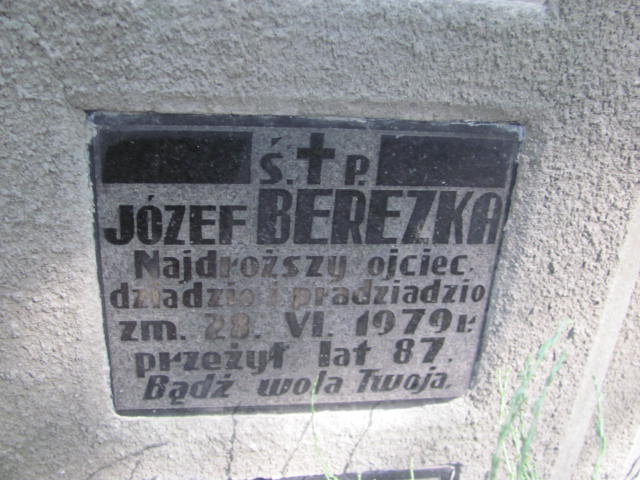 Ś.✝P.
JÓZEF BEREZKA
Najdroższy ojciec
dziadzio i pradziadzio
zm. 28. VI. 1979 r.
przeżył lat 87.
Bądź wola Twoja.